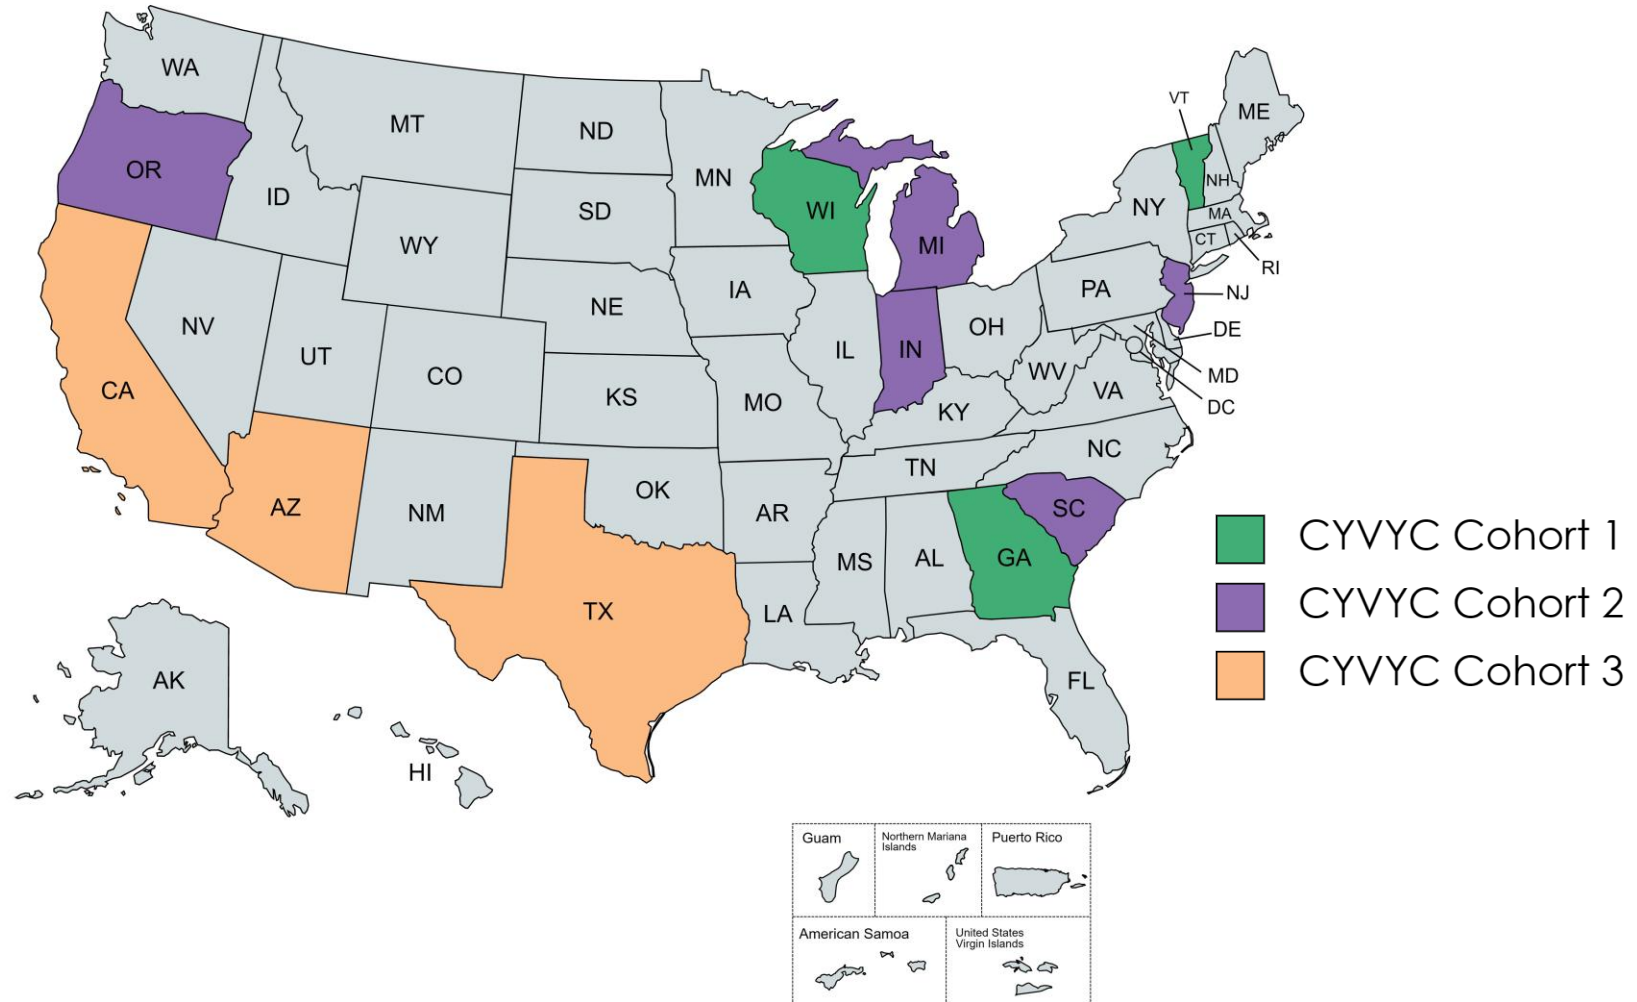 WA
MT
ND
MN
VT
ME
OR
ID
SD
WI
MI
NY
NH
MA
CT
RI
WY
IA
PA
NJ
NE
NV
UT
CO
IL
IN
OH
DE
WV
MD
VA
DC
CA
KS
MO
KY
NC
TN
AZ
NM
OK
AR
SC
MS
AL
GA
TX
LA
FL
AK
HI
CYVYC Cohort 1
CYVYC Cohort 2
CYVYC Cohort 3
Guam
Northern Mariana
Islands
Puerto Rico
American Samoa
United States
Virgin Islands